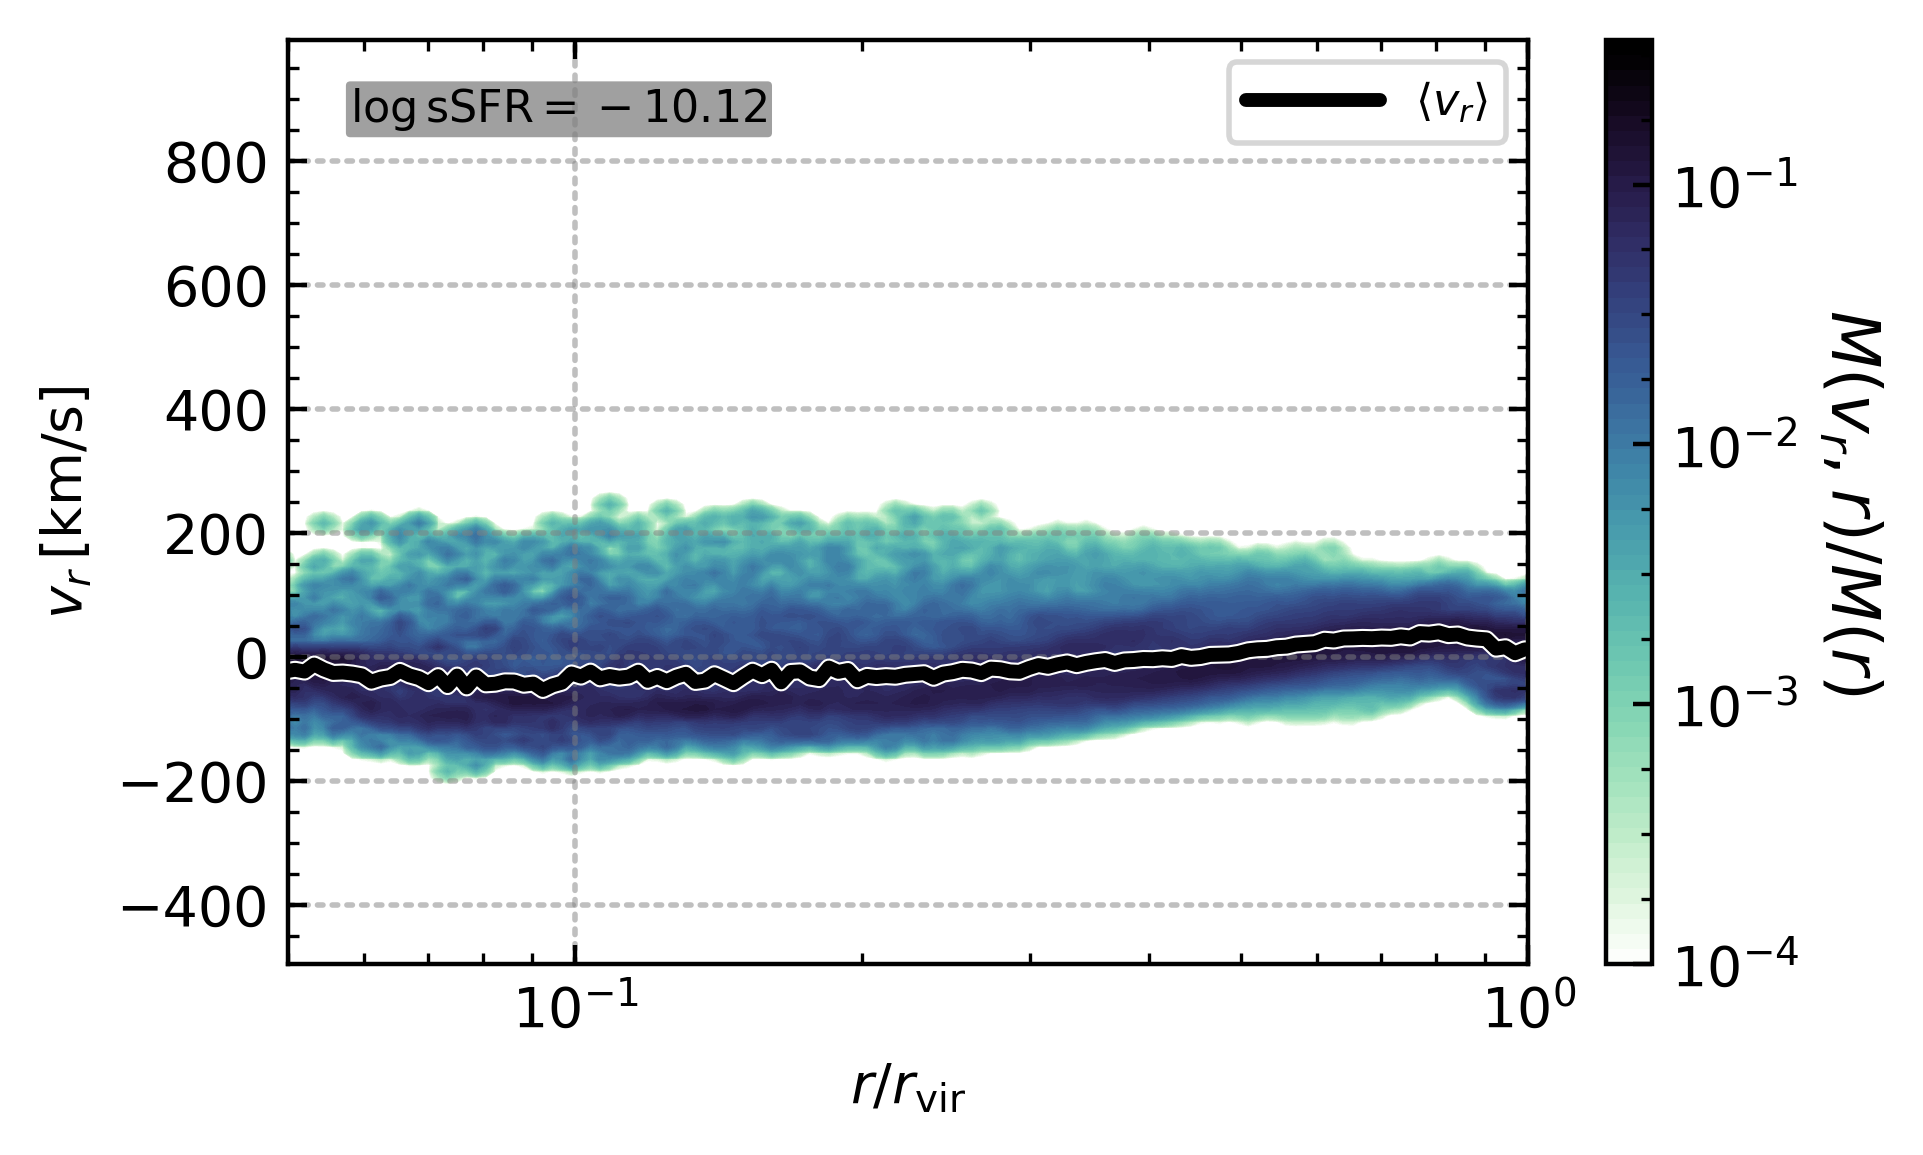 log sSFR = −10.12
⟨v_r⟩
800
600
400
200
0
−200
−400
v_r [km/s]
10^−1
10^0
r/r_vir
10^−1
10^−2
10^−3
10^−4
M(v_r, r)/M(r)